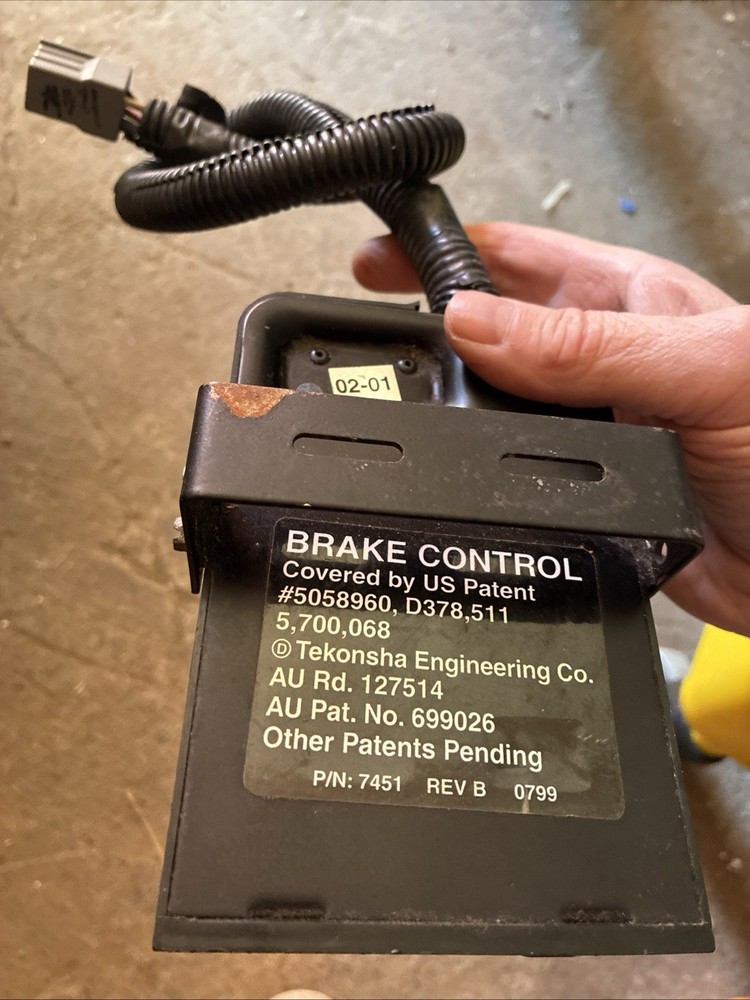 02-01
BRAKE CONTROL
Covered by US Patent
#5058960, D378,511
5,700,068
Ⓓ Tekonsha Engineering Co.
AU Rd. 127514
AU Pat. No. 699026
Other Patents Pending
P/N: 7451 REV B 0799